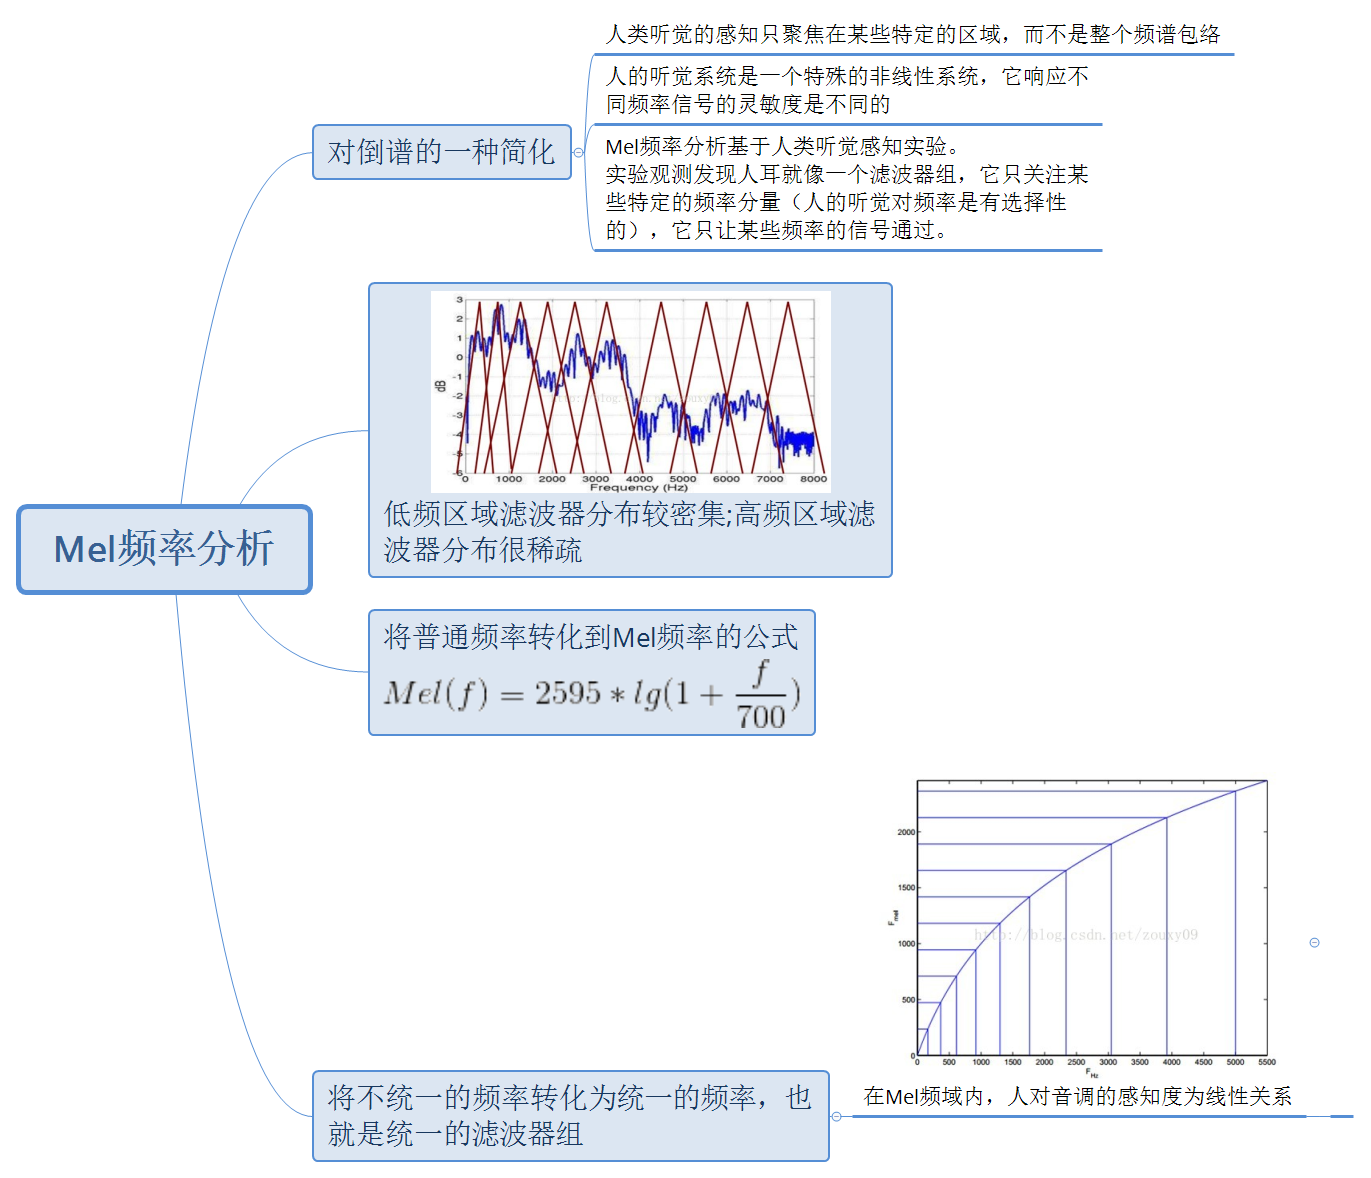 人类听觉的感知只聚焦在某些特定的区域，而不是整个频谱包络
人的听觉系统是一个特殊的非线性系统，它响应不
同频率信号的灵敏度是不同的
对倒谱的一种简化
Mel频率分析基于人类听觉感知实验。
实验观测发现人耳就像一个滤波器组，它只关注某
些特定的频率分量（人的听觉对频率是有选择性
的），它只让某些频率的信号通过。
3
2
1
0
-1
-2
-3
-4
-5
-6
dB
0 1000 2000 3000 4000 5000 6000 7000 8000
Frequency (Hz)
低频区域滤波器分布较密集;高频区域滤
波器分布很稀疏
Mel频率分析
将普通频率转化到Mel频率的公式
Mel(f) = 2595 * lg(1 + f/700)
2000
1500
1000
500
0
F mel
http://blog.csdn.net/zouxy09
0 500 1000 1500 2000 2500 3000 3500 4000 4500 5000 5500
F Hz
将不统一的频率转化为统一的频率，也
就是统一的滤波器组
在Mel频域内，人对音调的感知度为线性关系